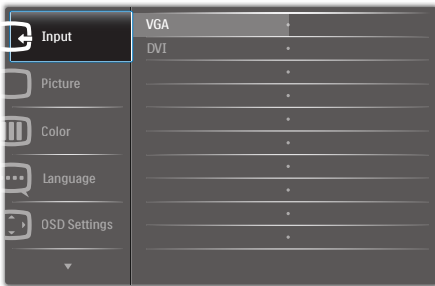 Input
VGA
DVI
Picture
Color
Language
OSD Settings